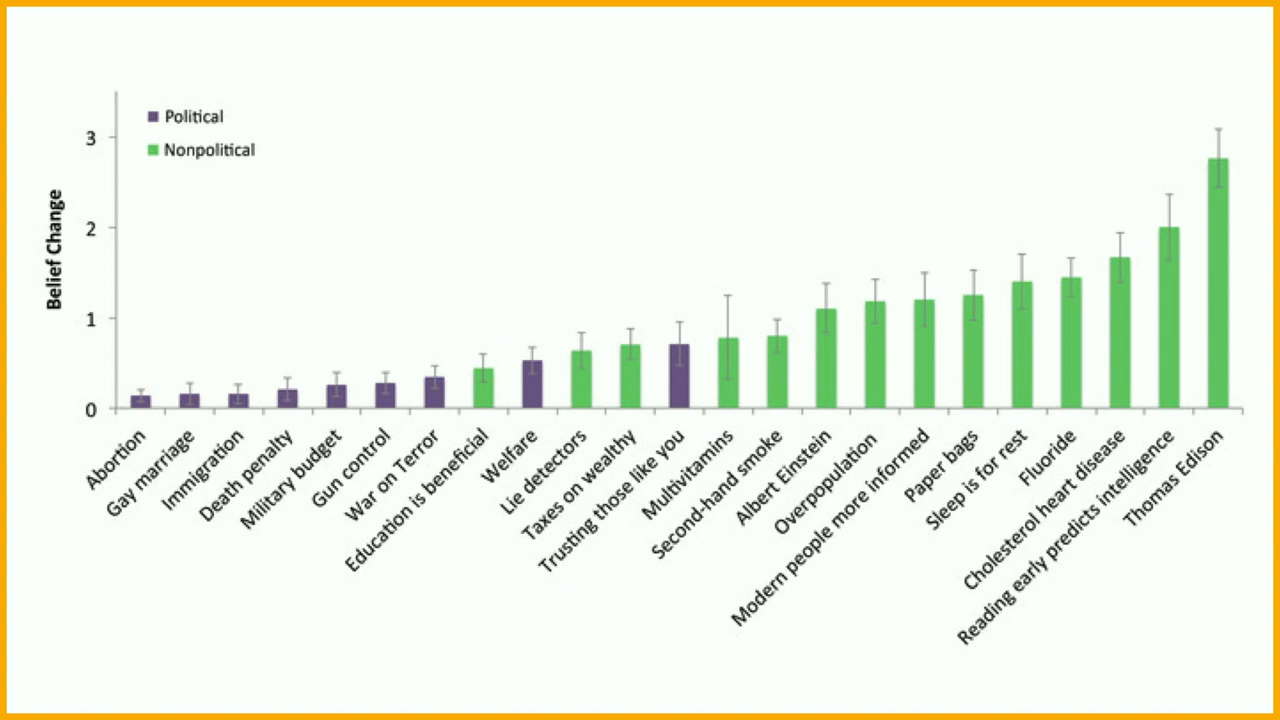 Political
Nonpolitical
Belief Change
3
2
1
0
Abortion
Gay marriage
Immigration
Death penalty
Military budget
Gun control
War on Terror
Education is beneficial
Welfare
Lie detectors
Taxes on wealthy
Trusting those like you
Multivitamins
Second-hand smoke
Albert Einstein
Overpopulation
Modern people more informed
Paper bags
Sleep is for rest
Fluoride
Cholesterol heart disease
Reading early predicts intelligence
Thomas Edison